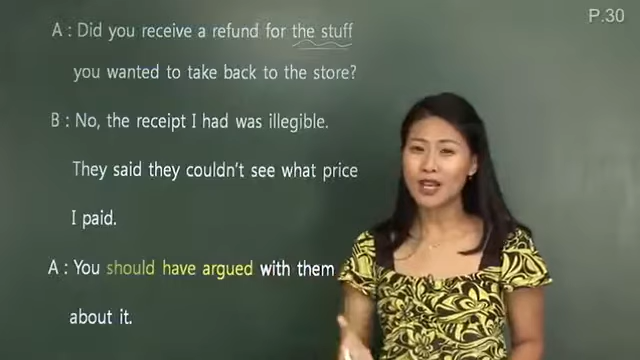 P.30
A : Did you receive a refund for the stuff
you wanted to take back to the store?
B : No, the receipt I had was illegible.
They said they couldn't see what price
I paid.
A : You should have argued with them
about it.